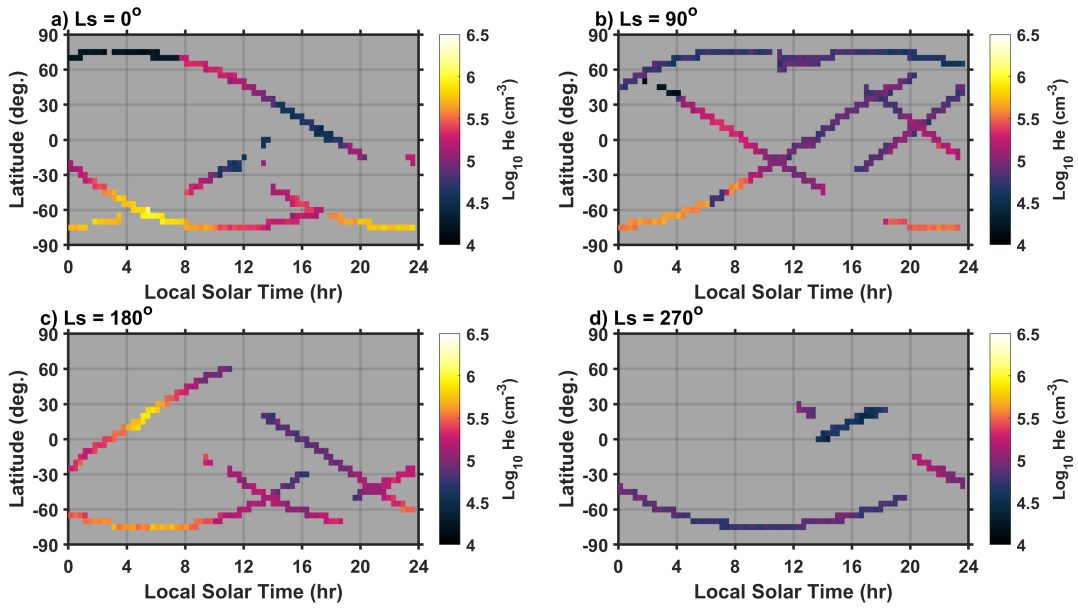 a) Ls = 0°
90
60
30
0
-30
-60
-90
Latitude (deg.)
0 4 8 12 16 20 24
Local Solar Time (hr)
6.5
6
5.5
5
4.5
4
Log10 He (cm-3)
b) Ls = 90°
90
60
30
0
-30
-60
-90
Latitude (deg.)
0 4 8 12 16 20 24
Local Solar Time (hr)
6.5
6
5.5
5
4.5
4
Log10 He (cm-3)
c) Ls = 180°
90
60
30
0
-30
-60
-90
Latitude (deg.)
0 4 8 12 16 20 24
Local Solar Time (hr)
6.5
6
5.5
5
4.5
4
Log10 He (cm-3)
d) Ls = 270°
90
60
30
0
-30
-60
-90
Latitude (deg.)
0 4 8 12 16 20 24
Local Solar Time (hr)
6.5
6
5.5
5
4.5
4
Log10 He (cm-3)